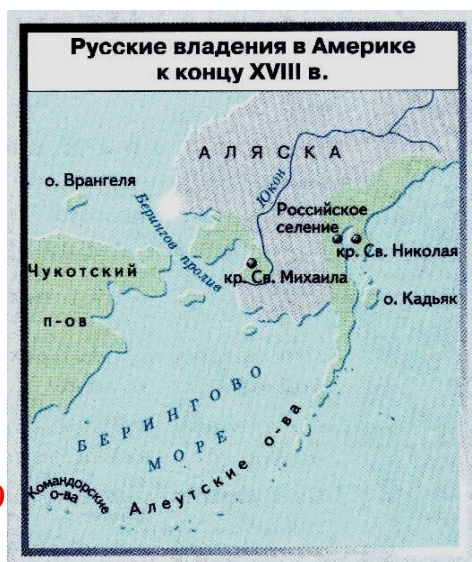 Русские владения в Америке
к концу XVIII в.
АЛЯСКА
о. Врангеля
Берингов пролив
Юкон
Российское
селение
кр. Св. Николая
Чукотский
п-ов
кр. Св. Михаила
о. Кадьяк
БЕРИНГОВО
МОРЕ
Алеутские о-ва
Командорские
о-ва